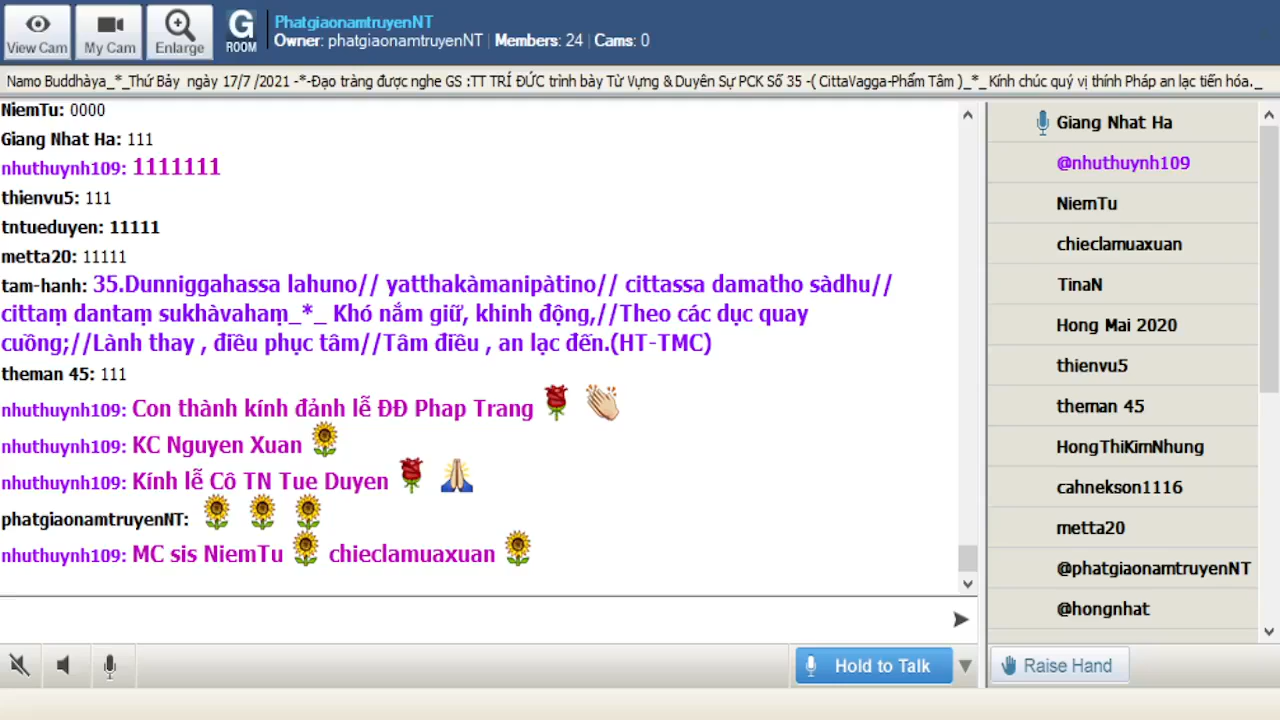 View Cam
My Cam
Enlarge
G
ROOM
PhatgiaonamtruyenNT
Owner: phatgiaonamtruyenNT | Members: 24 | Cams: 0
Namo Buddhàya_*_Thứ Bảy ngày 17/7 /2021 -*-Đạo tràng được nghe GS :TT TRÍ ĐỨC trình bày Từ Vựng & Duyên Sự PCK Số 35 -( CittaVagga-Phẩm Tâm )_*_ Kính chúc quý vị thính Pháp an lạc tiến hóa._
NiemTu: 0000
Giang Nhat Ha: 111
nhuthuynh109: 1111111
thienvu5: 111
tntueduyen: 11111
metta20: 11111
tam-hanh: 35.Dunniggahassa lahuno// yatthakàmanipàtino// cittassa damatho sàdhu//
cittaṃ dantaṃ sukhàvahaṃ_*_ Khó nắm giữ, khinh động,//Theo các dục quay
cuồng;//Lành thay , điều phục tâm//Tâm điều , an lạc đến.(HT-TMC)
theman 45: 111
nhuthuynh109: Con thành kính đảnh lễ ĐĐ Phap Trang
nhuthuynh109: KC Nguyen Xuan
nhuthuynh109: Kính lễ Cô TN Tue Duyen
phatgiaonamtruyenNT:
nhuthuynh109: MC sis NiemTu chieclamuaxuan
Hold to Talk
Giang Nhat Ha
@nhuthuynh109
NiemTu
chieclamuaxuan
TinaN
Hong Mai 2020
thienvu5
theman 45
HongThiKimNhung
cahnekson1116
metta20
@phatgiaonamtruyenNT
@hongnhat
Raise Hand